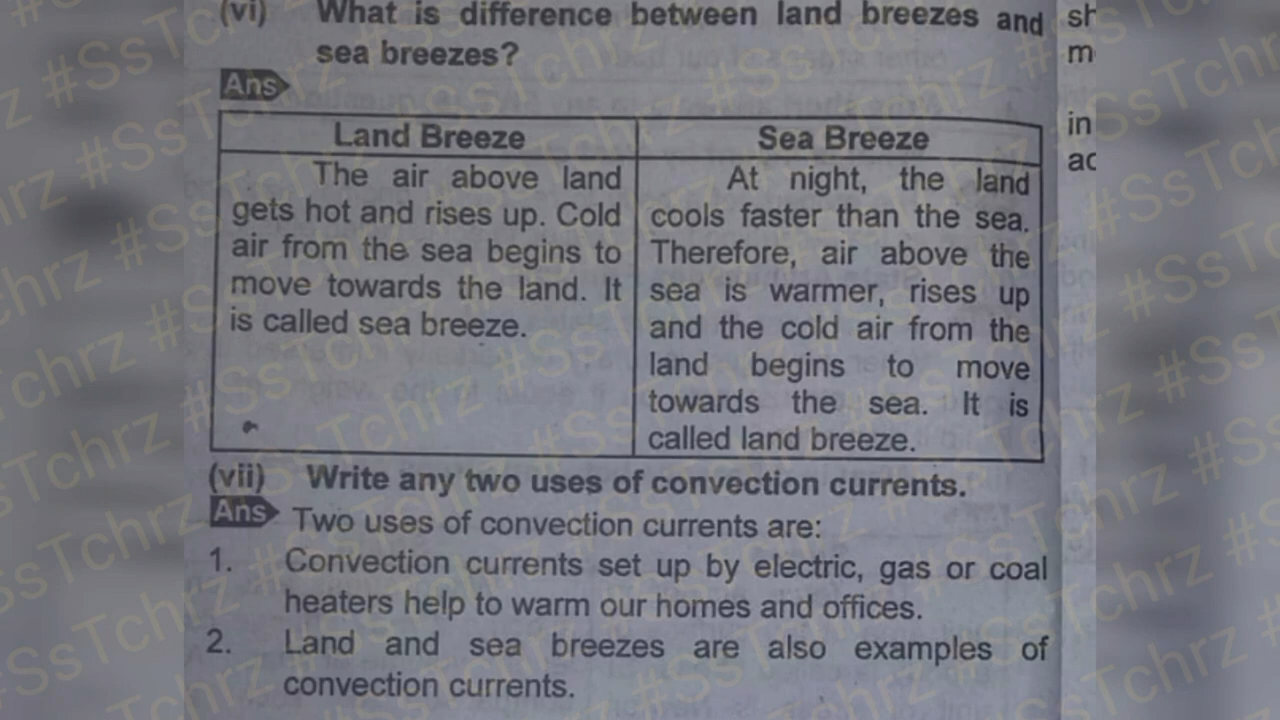 (vi) What is difference between land breezes and
sea breezes?
Ans
Land Breeze
The air above land
gets hot and rises up. Cold
air from the sea begins to
move towards the land. It
is called sea breeze.
Sea Breeze
At night, the land
cools faster than the sea.
Therefore, air above the
sea is warmer, rises up
and the cold air from the
land begins to move
towards the sea. It is
called land breeze.
(vii) Write any two uses of convection currents.
Ans Two uses of convection currents are:
1. Convection currents set up by electric, gas or coal
heaters help to warm our homes and offices.
2. Land and sea breezes are also examples of
convection currents.
in
#SsTchrz